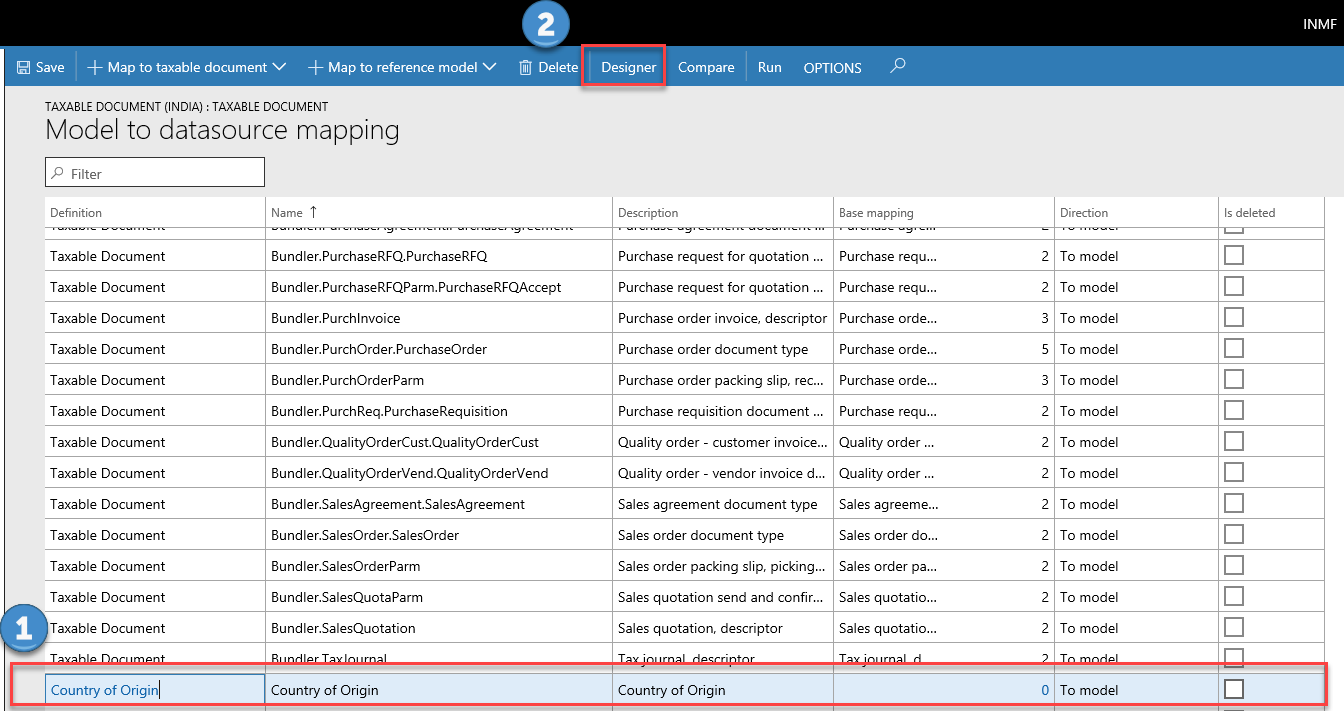 2
INMF
Save + Map to taxable document + Map to reference model Delete Designer Compare Run OPTIONS
TAXABLE DOCUMENT (INDIA) : TAXABLE DOCUMENT
Model to datasource mapping
Filter
Definition Name ↑ Description Base mapping Direction Is deleted
Taxable Document Bundler.PurchaseAgreement.PurchaseAgreement Purchase agreement document ... Purchase agre... 2 To model
Taxable Document Bundler.PurchaseRFQ.PurchaseRFQ Purchase request for quotation ... Purchase requ... 2 To model
Taxable Document Bundler.PurchaseRFQParm.PurchaseRFQAccept Purchase request for quotation ... Purchase requ... 2 To model
Taxable Document Bundler.PurchInvoice Purchase order invoice, descriptor Purchase orde... 3 To model
Taxable Document Bundler.PurchOrder.PurchaseOrder Purchase order document type Purchase orde... 5 To model
Taxable Document Bundler.PurchOrderParm Purchase order packing slip, rec... Purchase orde... 3 To model
Taxable Document Bundler.PurchReq.PurchaseRequisition Purchase requisition document ... Purchase requ... 2 To model
Taxable Document Bundler.QualityOrderCust.QualityOrderCust Quality order - customer invoice... Quality order ... 2 To model
Taxable Document Bundler.QualityOrderVend.QualityOrderVend Quality order - vendor invoice d... Quality order ... 2 To model
Taxable Document Bundler.SalesAgreement.SalesAgreement Sales agreement document type Sales agreeme... 2 To model
Taxable Document Bundler.SalesOrder.SalesOrder Sales order document type Sales order do... 2 To model
Taxable Document Bundler.SalesOrderParm Sales order packing slip, picking... Sales order pa... 2 To model
Taxable Document Bundler.SalesQuotaParm Sales quotation send and confir... Sales quotatio... 2 To model
1 Taxable Document Bundler.SalesQuotation Sales quotation, descriptor Sales quotatio... 2 To model
Taxable Document Bundler.TaxJournal Tax journal, descriptor Tax journal, d... 2 To model
Country of Origin Country of Origin Country of Origin 0 To model